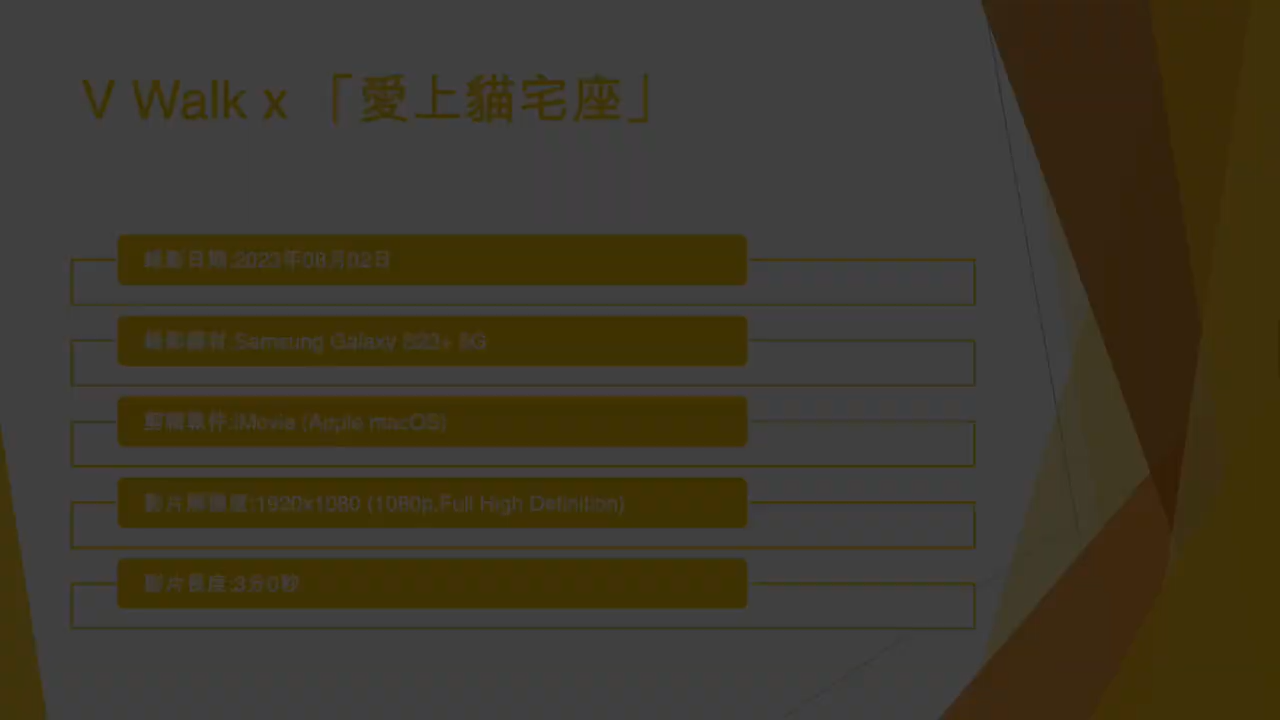 V Walk x 「愛上貓宅座」
攝影日期:2023年08月02日
攝影鏡材:Samsung Galaxy S23+ 5G
剪輯軟件:iMovie (Apple macOS)
影片解像度:1920x1080 (1080p,Full High Definition)
影片長度:3分0秒